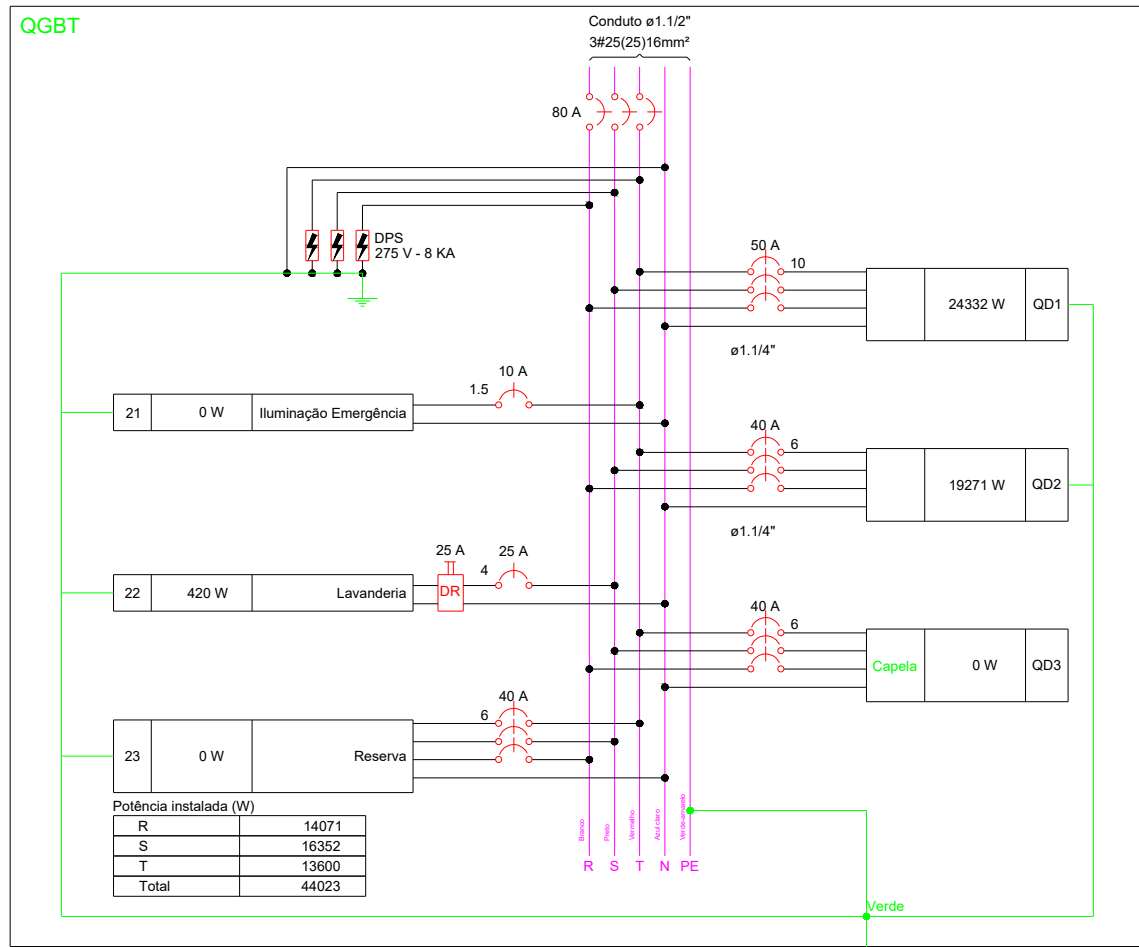 QGBT
Conduto ø1.1/2"
3#25(25)16mm²
80 A
DPS
275 V - 8 KA
50 A
10
24332 W
QD1
ø1.1/4"
10 A
1.5
21
0 W
Iluminação Emergência
40 A
6
19271 W
QD2
ø1.1/4"
25 A
25 A
4
22
420 W
Lavanderia
DR
40 A
6
Capela
0 W
QD3
40 A
6
23
0 W
Reserva
Potência instalada (W)
R 14071
S 16352
T 13600
Total 44023
Branco
Preto
Vermelho
Azul-claro
Verde-amarelo
R S T N PE
Verde